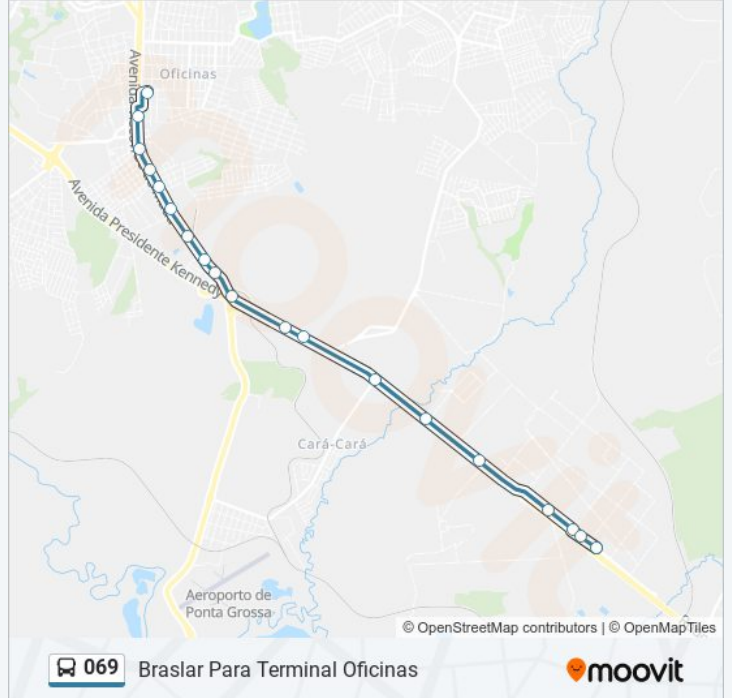 Oficinas
Avenida Presidente Kennedy
Cará-Cará
Aeroporto de
Ponta Grossa
© OpenStreetMap contributors | © OpenMapTiles
069 Braslar Para Terminal Oficinas
moovit